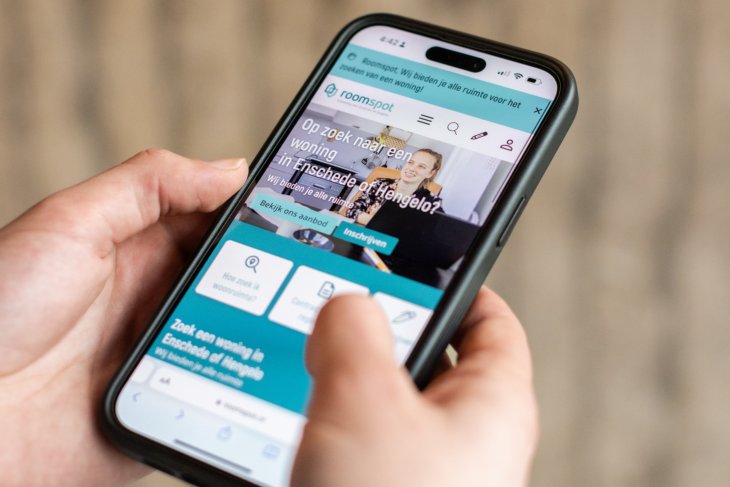 4:42
Roomspot, Wij bieden je alle ruimte voor het
zoeken van een woning!
roomspot
Op zoek naar een
woning
in Enschede of Hengelo?
Wij bieden je alle ruimte
Bekijk ons aanbod
Inschrijven
Hoe zoek ik
woonruimte?
Zoek een woning in
Enschede of Hengelo
Wij bieden je alle ruimte
AA
roomspot.nl